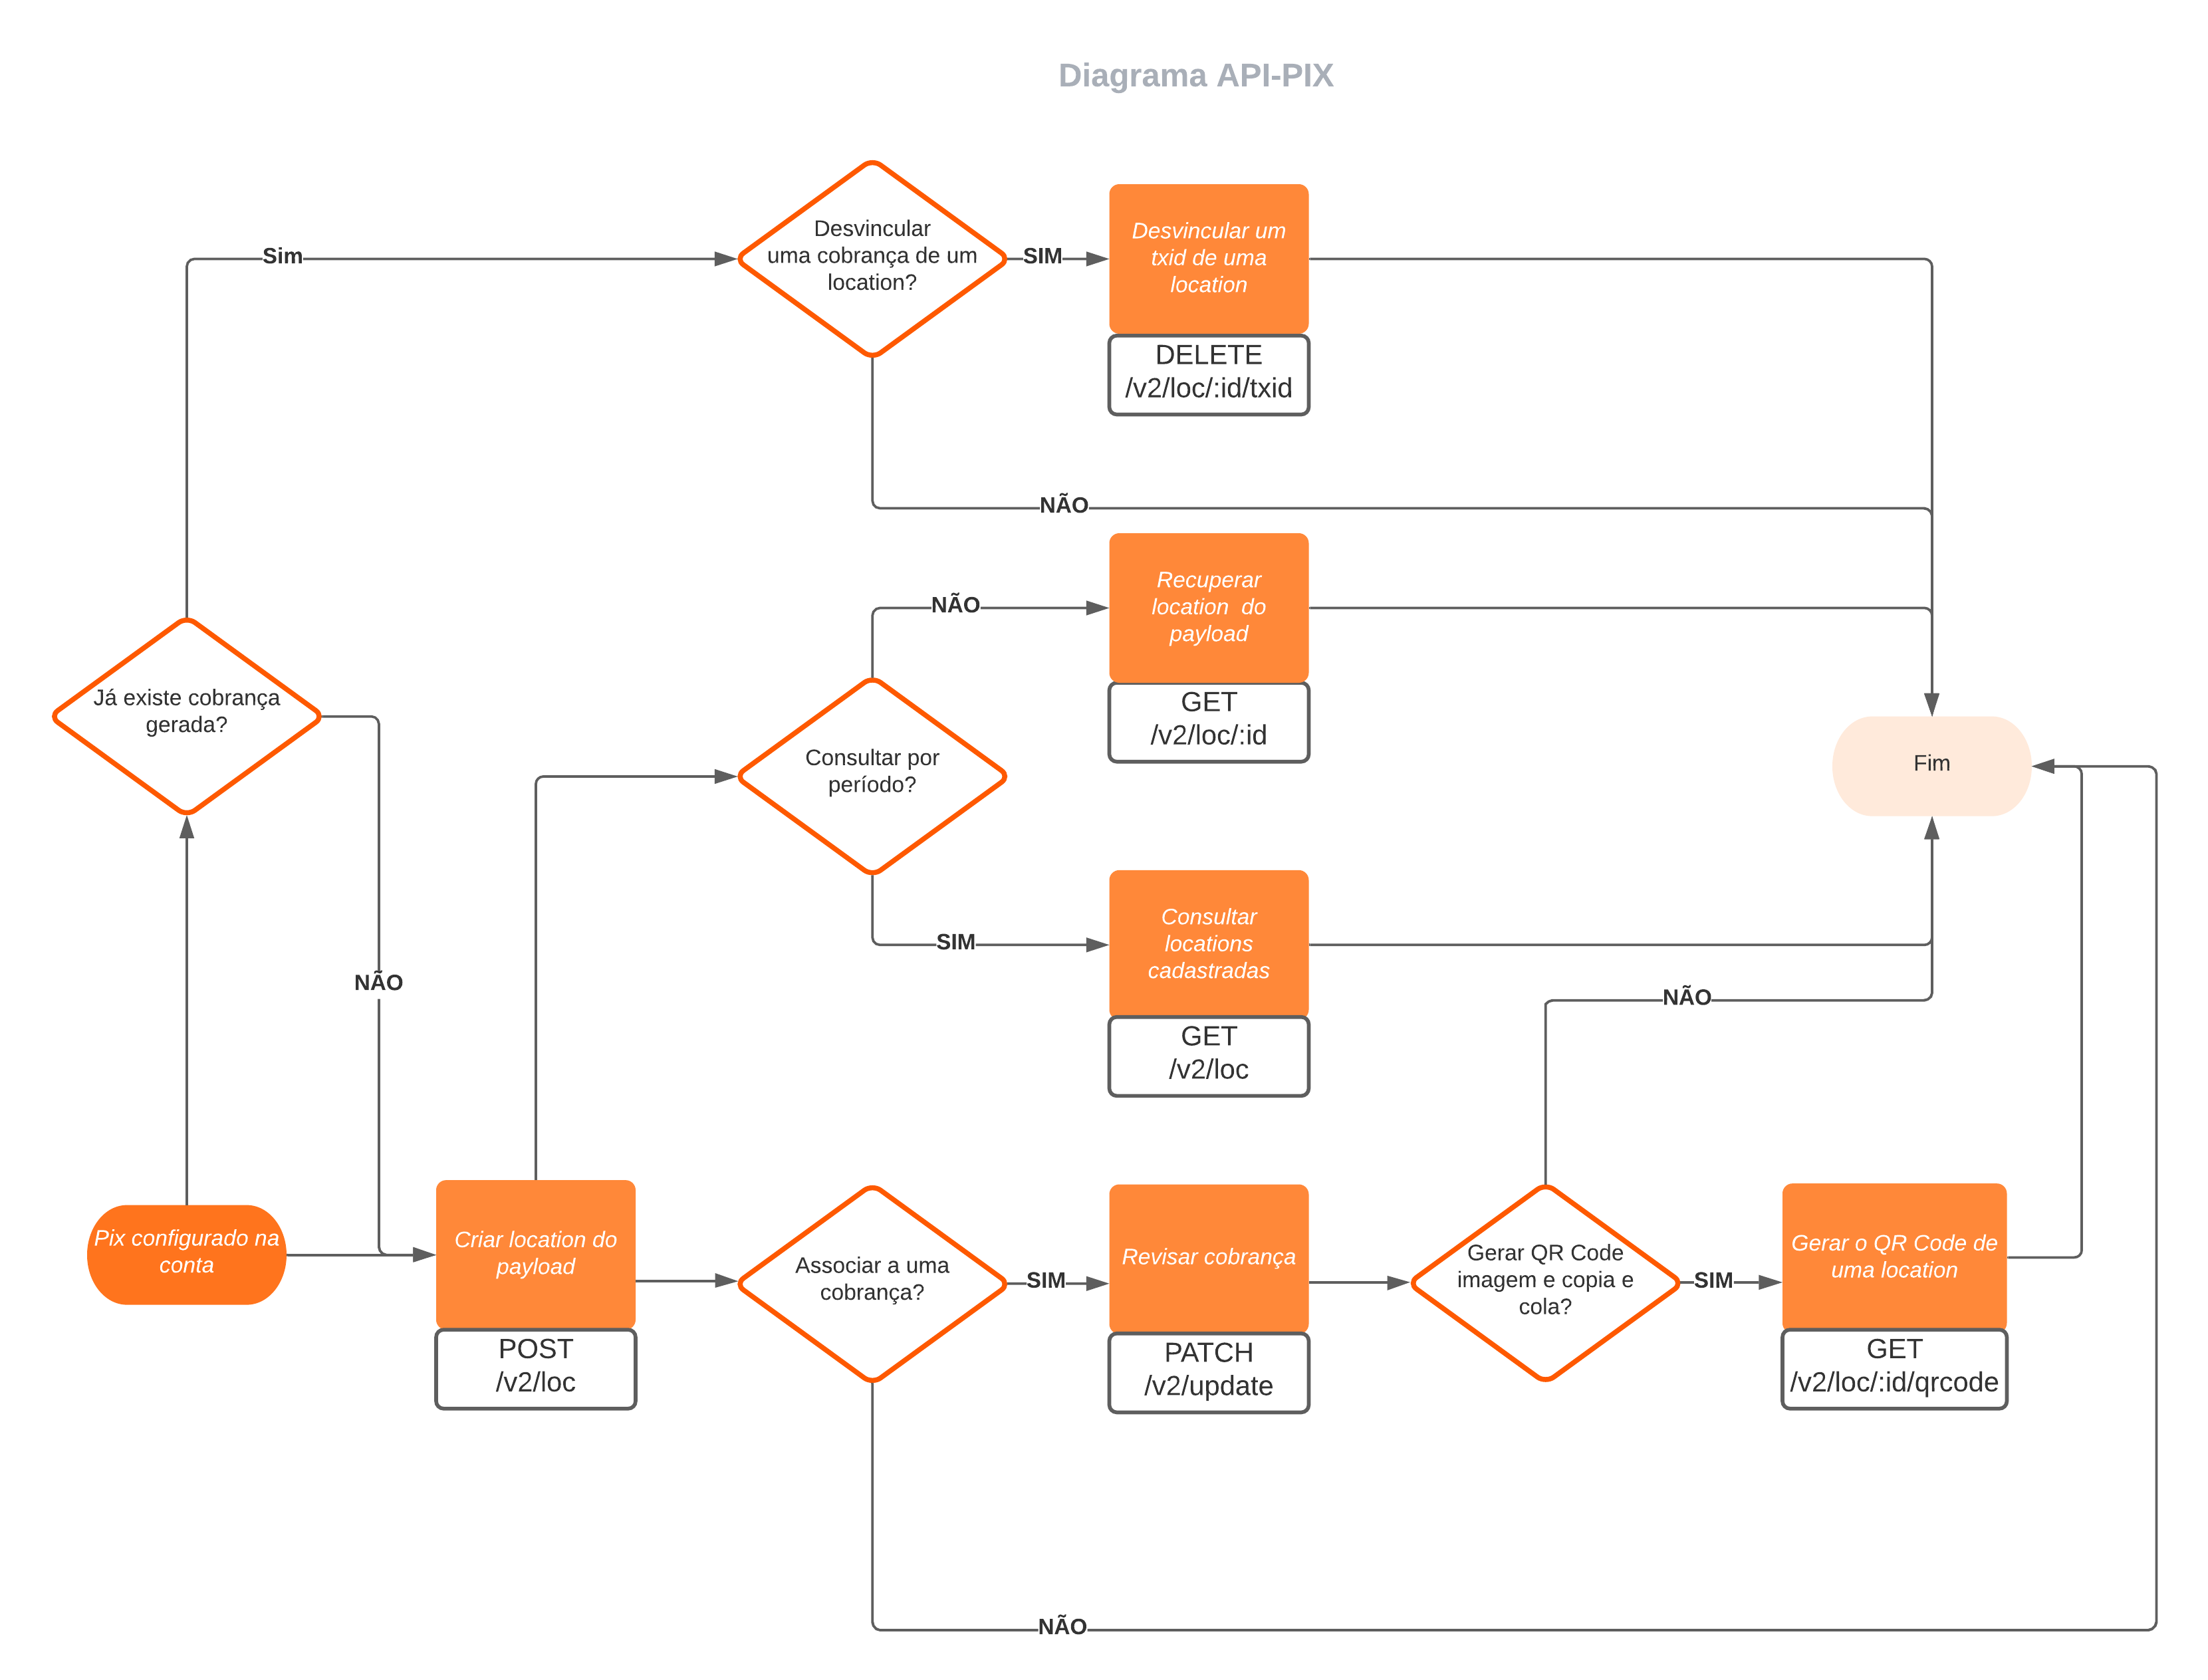 Diagrama API-PIX
Desvincular
uma cobrança de um
location?
Sim
SIM
Desvincular um
txid de uma
location
DELETE
/v2/loc/:id/txid
NÃO
Recuperar
location  do
payload
NÃO
GET
/v2/loc/:id
Já existe cobrança
gerada?
Consultar por
período?
Fim
SIM
Consultar
locations
cadastradas
NÃO
NÃO
GET
/v2/loc
Pix configurado na
conta
Criar location do
payload
POST
/v2/loc
Associar a uma
cobrança?
SIM
Revisar cobrança
PATCH
/v2/update
Gerar QR Code
imagem e copia e
cola?
SIM
Gerar o QR Code de
uma location
GET
/v2/loc/:id/qrcode
NÃO